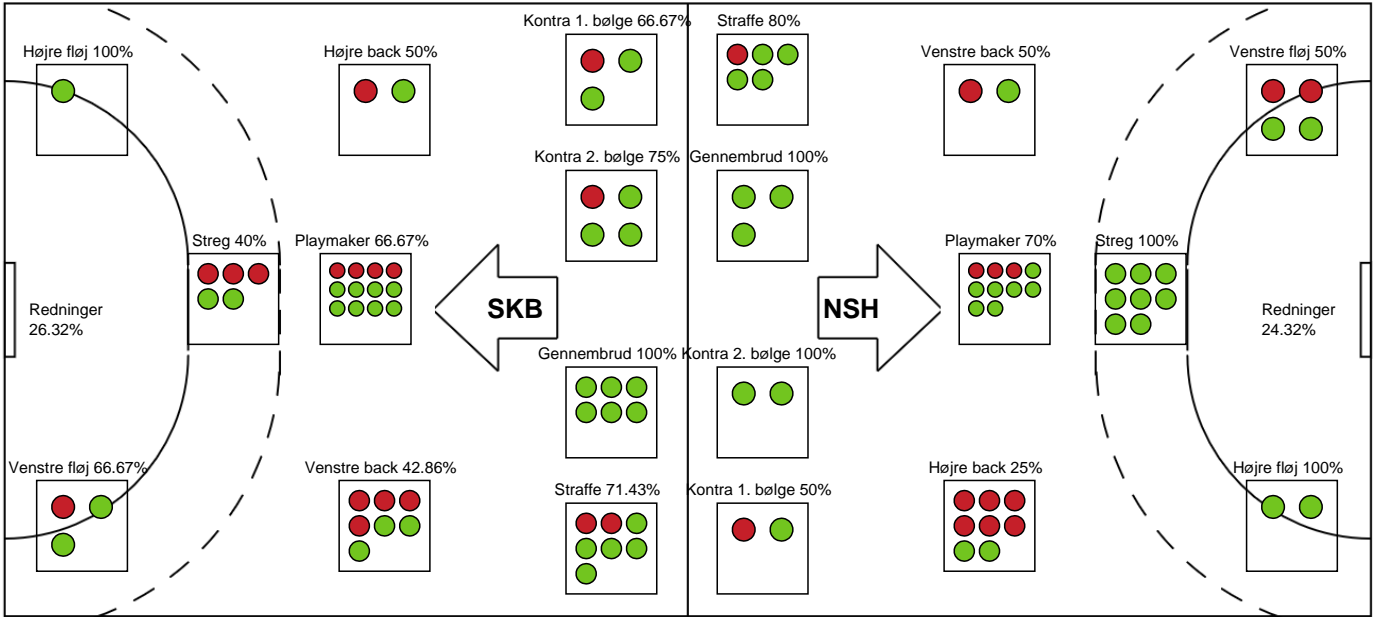 Kontra 1. bølge 66.67%
Straffe 80%
Højre fløj 100%
Højre back 50%
Venstre back 50%
Venstre fløj 50%
Kontra 2. bølge 75%
Gennembrud 100%
Streg 40%
Playmaker 66.67%
Playmaker 70%
Streg 100%
SKB
NSH
Redninger
26.32%
Redninger
24.32%
Gennembrud 100%
Kontra 2. bølge 100%
Venstre fløj 66.67%
Venstre back 42.86%
Højre back 25%
Højre fløj 100%
Straffe 71.43%
Kontra 1. bølge 50%